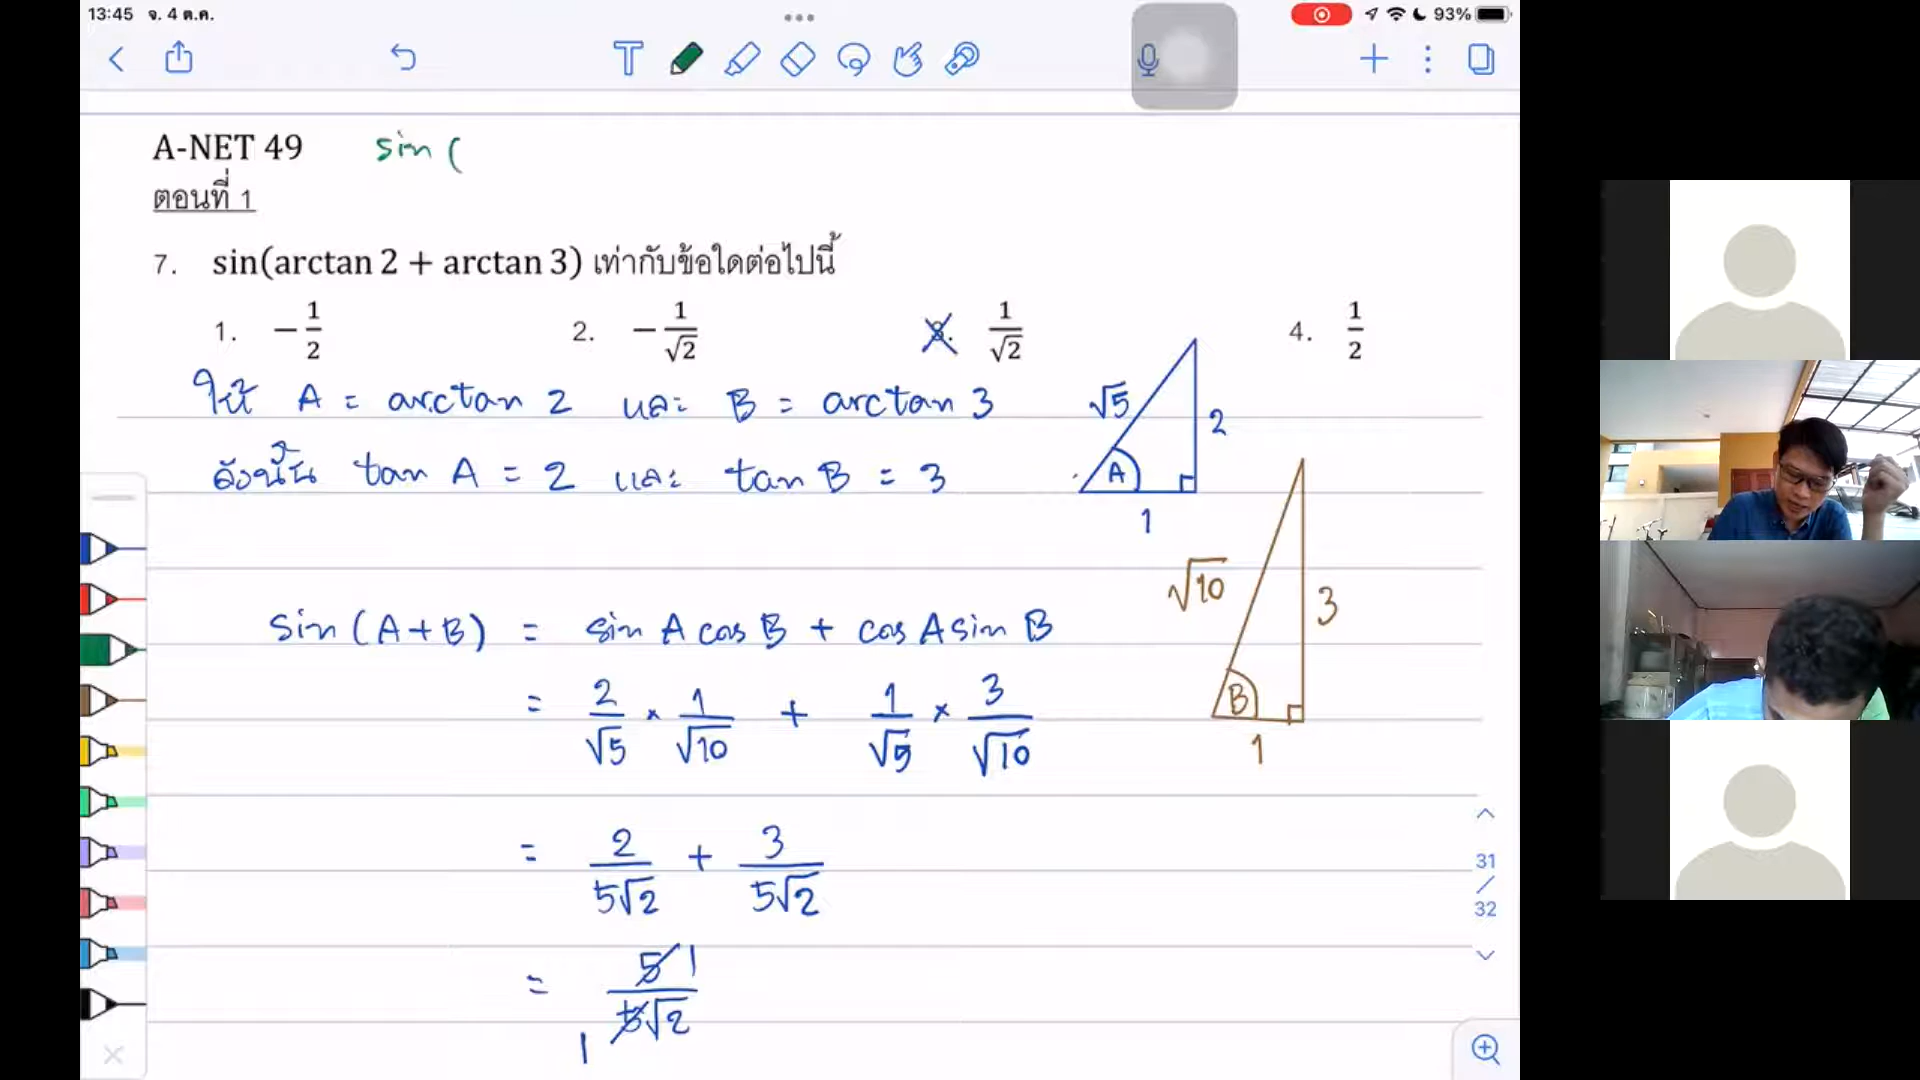 13:45 จ. 4 ต.ค. 93%
A-NET 49 sin (
ตอนที่ 1
7. sin(arctan 2 + arctan 3) เท่ากับข้อใดต่อไปนี้
1. −1/2 2. −1/√2 3. 1/√2 4. 1/2
ให้ A = arctan 2 และ B = arctan 3
ดังนั้น tan A = 2 และ tan B = 3
√5
2
A
1
√10
3
B
1
sin (A+B) = sin A cos B + cos A sin B
= 2/√5 × 1/√10 + 1/√5 × 3/√10
= 2/5√2 + 3/5√2
= 5/5√2
1
1
31
/
32